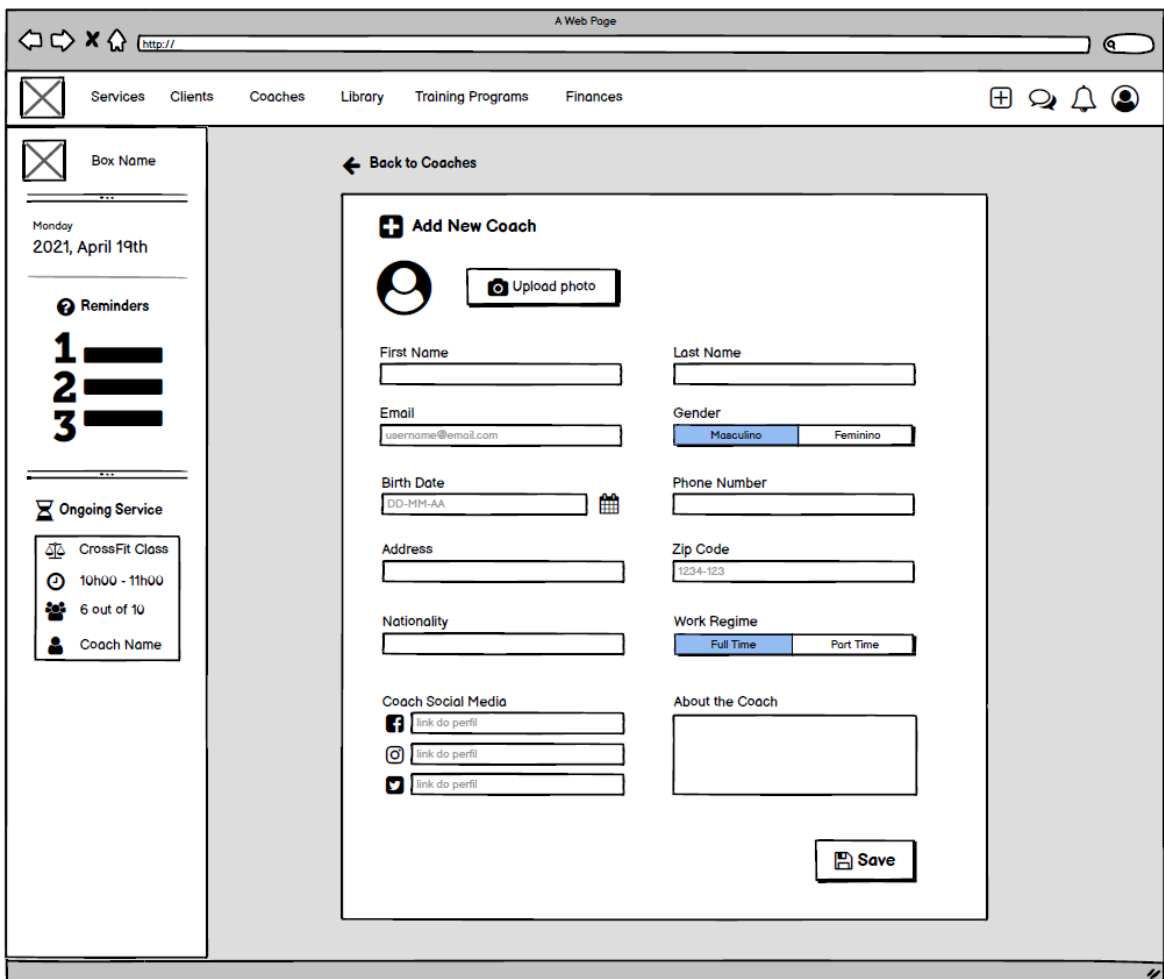 A Web Page
http://
Services Clients Coaches Library Training Programs Finances
Box Name
Monday
2021, April 19th
Reminders
1
2
3
Ongoing Service
CrossFit Class
10h00 - 11h00
6 out of 10
Coach Name
Back to Coaches
Add New Coach
Upload photo
First Name Last Name
Email Gender
username@email.com Masculino Feminino
Birth Date Phone Number
DD-MM-AA
Address Zip Code
1234-123
Nationality Work Regime
Full Time Part Time
Coach Social Media About the Coach
link do perfil
link do perfil
link do perfil
Save